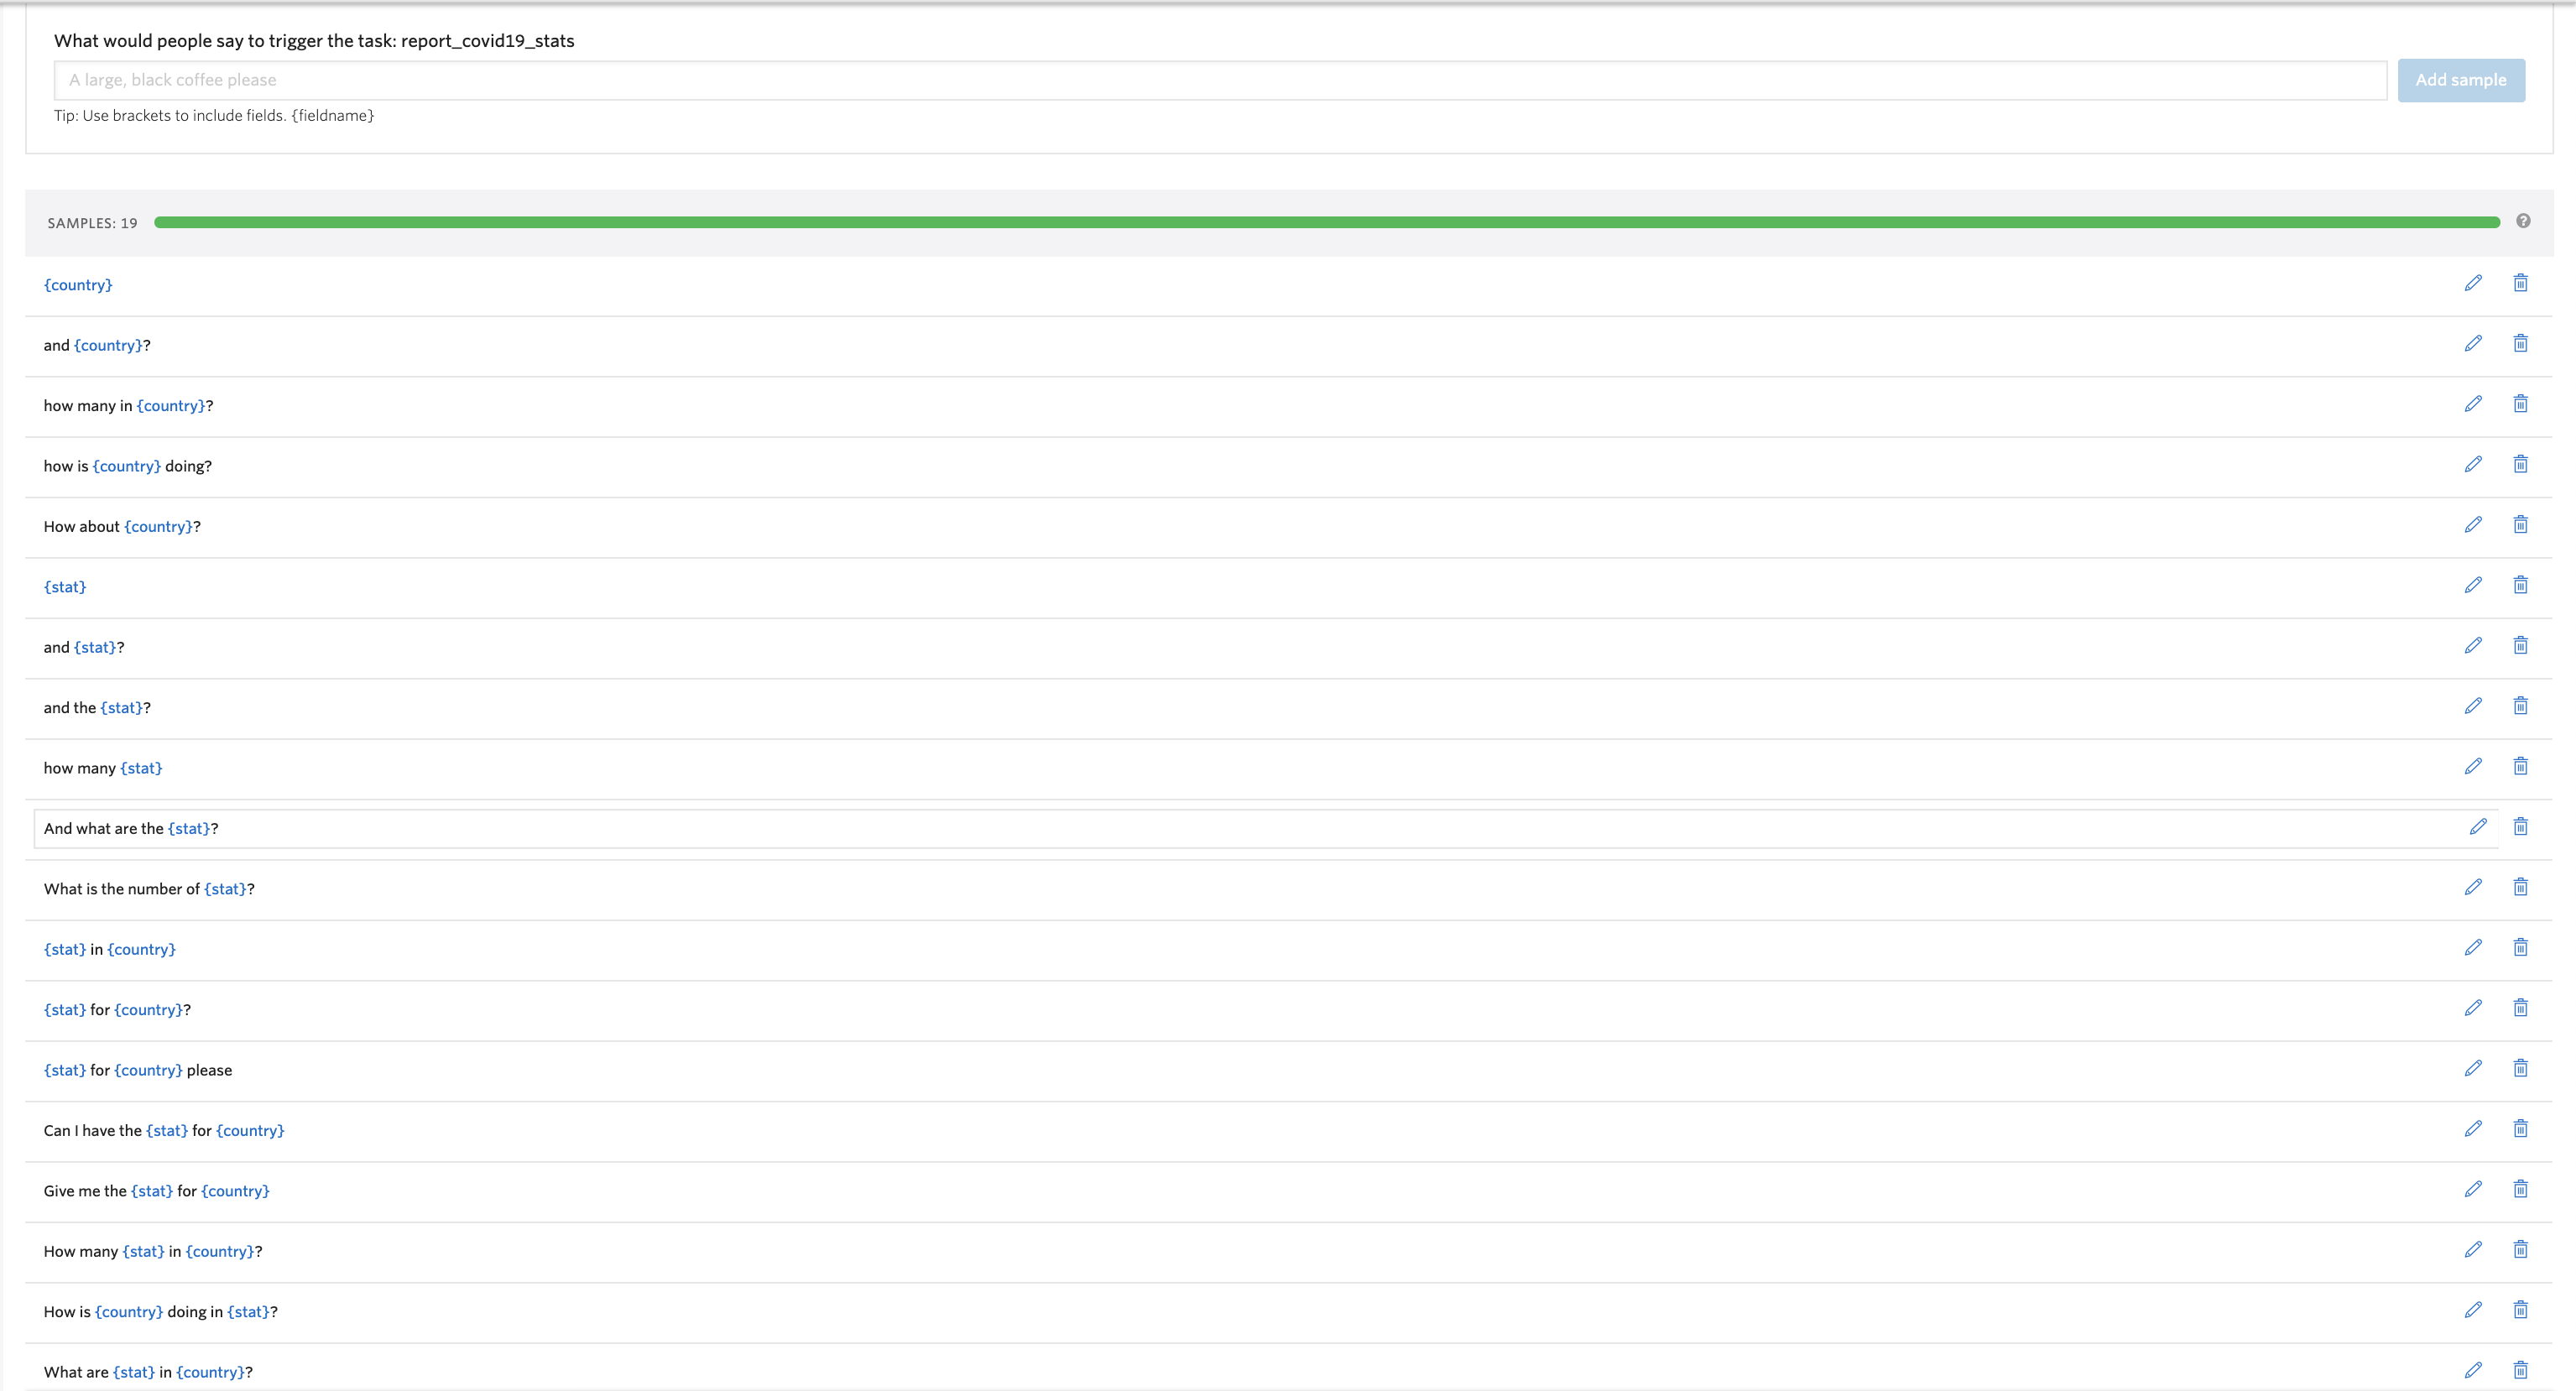 What would people say to trigger the task: report_covid19_stats
A large, black coffee please
Add sample
Tip: Use brackets to include fields. {fieldname}
SAMPLES: 19
?
{country}
and {country}?
how many in {country}?
how is {country} doing?
How about {country}?
{stat}
and {stat}?
and the {stat}?
how many {stat}
And what are the {stat}?
What is the number of {stat}?
{stat} in {country}
{stat} for {country}?
{stat} for {country} please
Can I have the {stat} for {country}
Give me the {stat} for {country}
How many {stat} in {country}?
How is {country} doing in {stat}?
What are {stat} in {country}?